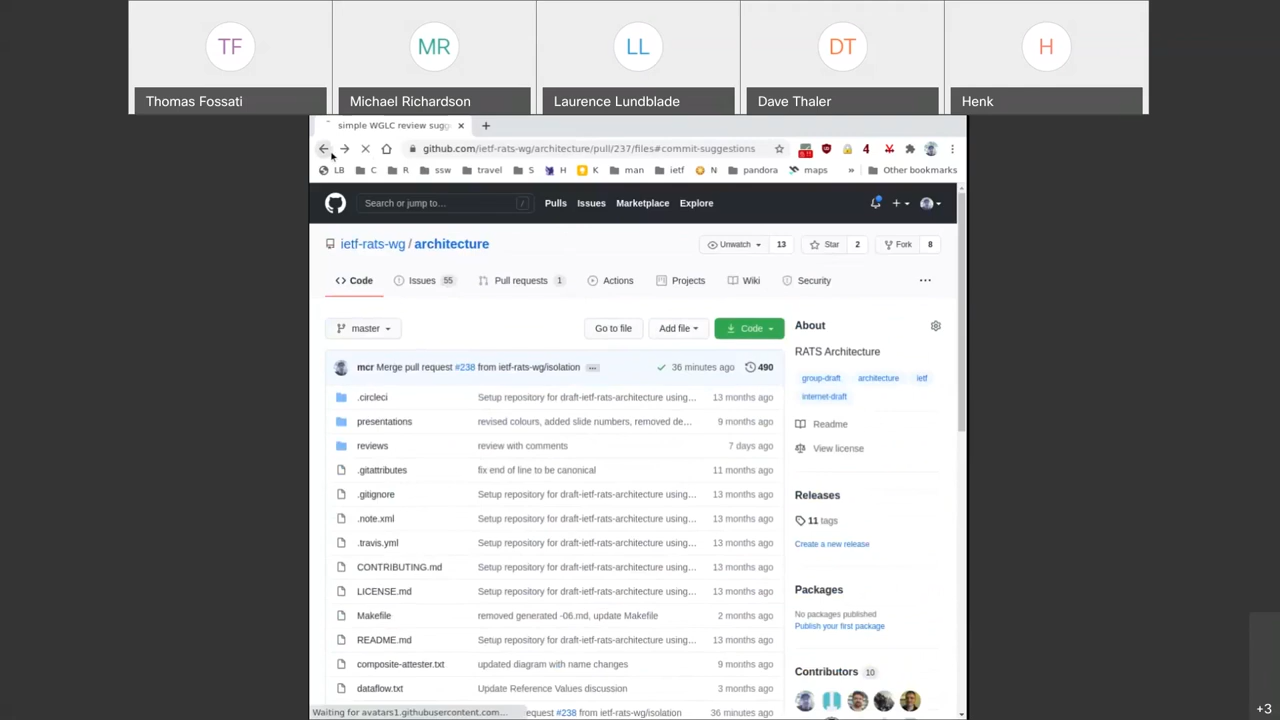 TF
MR
LL
DT
H
Thomas Fossati
Michael Richardson
Laurence Lundblade
Dave Thaler
Henk
simple WGLC review sugg
github.com/ietf-rats-wg/architecture/pull/237/files#commit-suggestions
4
LB C R ssw travel S H K man ietf N pandora maps » Other bookmarks
Search or jump to… /
Pulls Issues Marketplace Explore
ietf-rats-wg / architecture
Unwatch 13 Star 2 Fork 8
Code Issues 55 Pull requests 1 Actions Projects Wiki Security
master Go to file Add file Code
About
RATS Architecture
mcr Merge pull request #238 from ietf-rats-wg/isolation … 36 minutes ago 490
group-draft architecture ietf
internet-draft
.circleci Setup repository for draft-ietf-rats-architecture using… 13 months ago
presentations revised colours, added slide numbers, removed de… 9 months ago
Readme
reviews review with comments 7 days ago
View license
.gitattributes fix end of line to be canonical 11 months ago
.gitignore Setup repository for draft-ietf-rats-architecture using… 13 months ago
Releases
.note.xml Setup repository for draft-ietf-rats-architecture using… 13 months ago
11 tags
.travis.yml Setup repository for draft-ietf-rats-architecture using… 13 months ago
Create a new release
CONTRIBUTING.md Setup repository for draft-ietf-rats-architecture using… 13 months ago
LICENSE.md Setup repository for draft-ietf-rats-architecture using… 13 months ago
Packages
Makefile removed generated -06.md, update Makefile 2 months ago
No packages published
Publish your first package
README.md Setup repository for draft-ietf-rats-architecture using… 13 months ago
composite-attester.txt updated diagram with name changes 9 months ago
Contributors 10
dataflow.txt Update Reference Values discussion 3 months ago
Waiting for avatars1.githubusercontent.com... equest #238 from ietf-rats-wg/isolation 36 minutes ago
+3